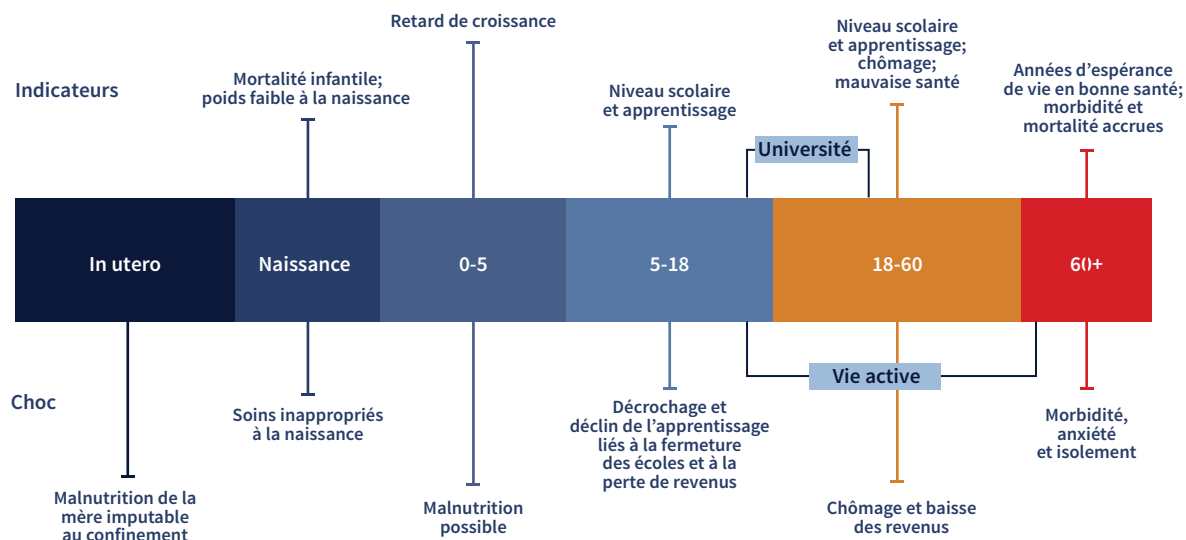 Indicateurs
Mortalité infantile;
poids faible à la naissance
Retard de croissance
Niveau scolaire
et apprentissage
Niveau scolaire
et apprentissage;
chômage;
mauvaise santé
Années d’espérance
de vie en bonne santé;
morbidité et
mortalité accrues
Université
In utero
Naissance
0-5
5-18
18-60
60+
Vie active
Choc
Malnutrition de la
mère imputable
au confinement
Soins inappropriés
à la naissance
Malnutrition
possible
Décrochage et
déclin de l’apprentissage
liés à la fermeture
des écoles et à la
perte de revenus
Chômage et baisse
des revenus
Morbidité,
anxiété
et isolement